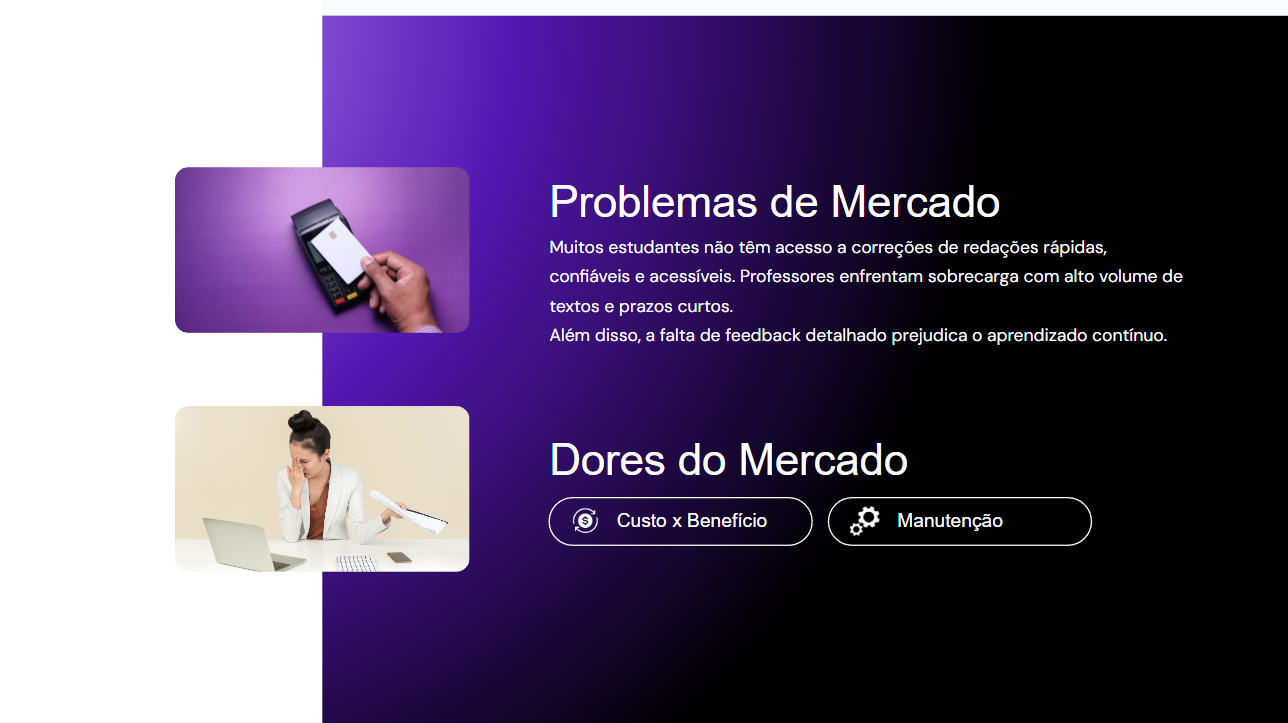 Problemas de Mercado
Muitos estudantes não têm acesso a correções de redações rápidas,
confiáveis e acessíveis. Professores enfrentam sobrecarga com alto volume de
textos e prazos curtos.
Além disso, a falta de feedback detalhado prejudica o aprendizado contínuo.
Dores do Mercado
$ Custo x Benefício
Manutenção